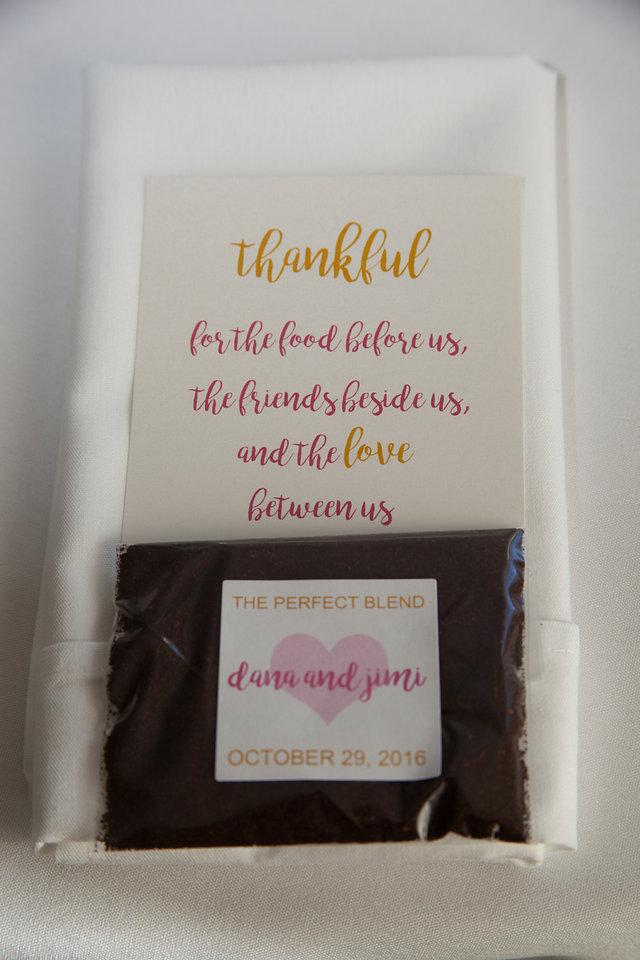 thankful
for the food before us,
the friends beside us,
and the love
between us
THE PERFECT BLEND
dana and jimi
OCTOBER 29, 2016